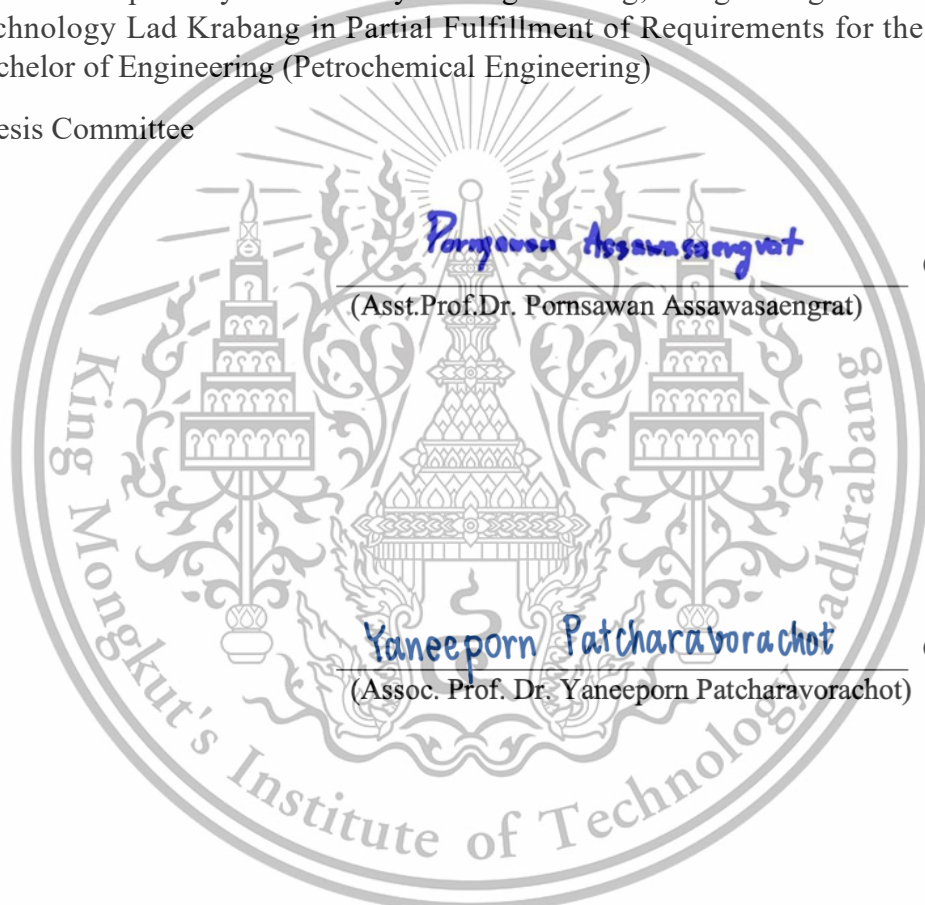 chnology Lad Krabang in Partial Fulfillment of Requirements for the
chelor of Engineering (Petrochemical Engineering)
esis Committee
Pornsawan Assawasaengrat
(Asst.Prof.Dr. Pornsawan Assawasaengrat)
Yaneeporn Patcharavorachot
(Assoc. Prof. Dr. Yaneeporn Patcharavorachot)
King Mongkut's Institute of Technology Ladkrabang